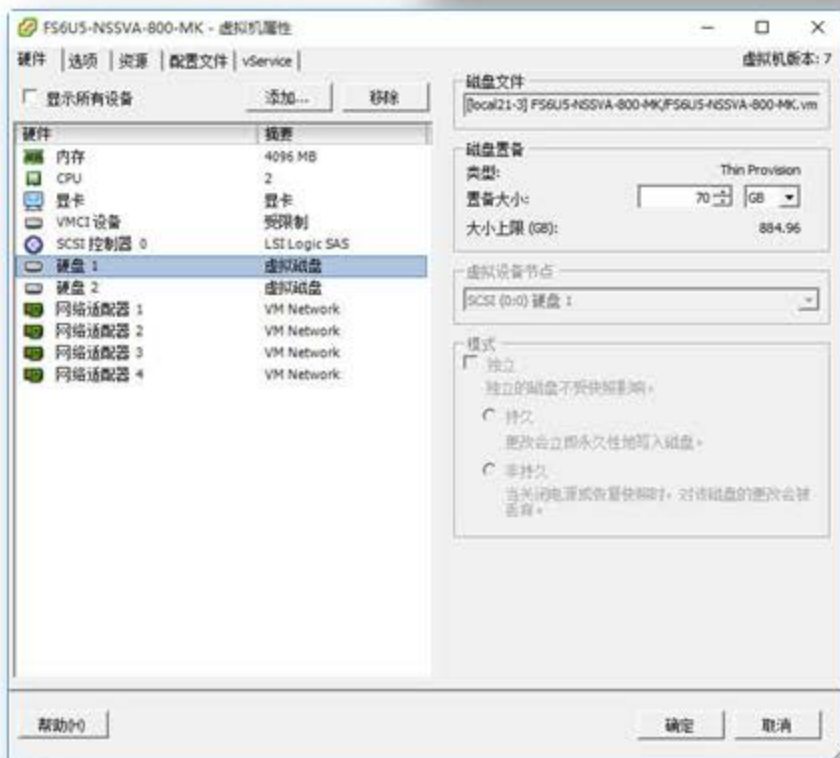 FS6U5-NSSVA-800-MK - 虚拟机属性
硬件 选项 资源 配置文件 vService
虚拟机版本: 7
显示所有设备 添加... 移除
硬件 摘要
内存 4096 MB
CPU 2
显卡 显卡
VMCI 设备 受限制
SCSI 控制器 0 LSI Logic SAS
硬盘 1 虚拟磁盘
硬盘 2 虚拟磁盘
网络适配器 1 VM Network
网络适配器 2 VM Network
网络适配器 3 VM Network
网络适配器 4 VM Network
磁盘文件
[local21-3] FS6U5-NSSVA-800-MK/FS6U5-NSSVA-800-MK.vm
磁盘置备
类型: Thin Provision
置备大小: 70 GB
大小上限 (GB): 884.96
虚拟设备节点
SCSI (0:0) 硬盘 1
模式
独立
独立的磁盘不受快照影响。
持久
更改会立即永久性地写入磁盘。
非持久
当关闭电源或恢复快照时，对该磁盘的更改会被
丢弃。
帮助(H) 确定 取消